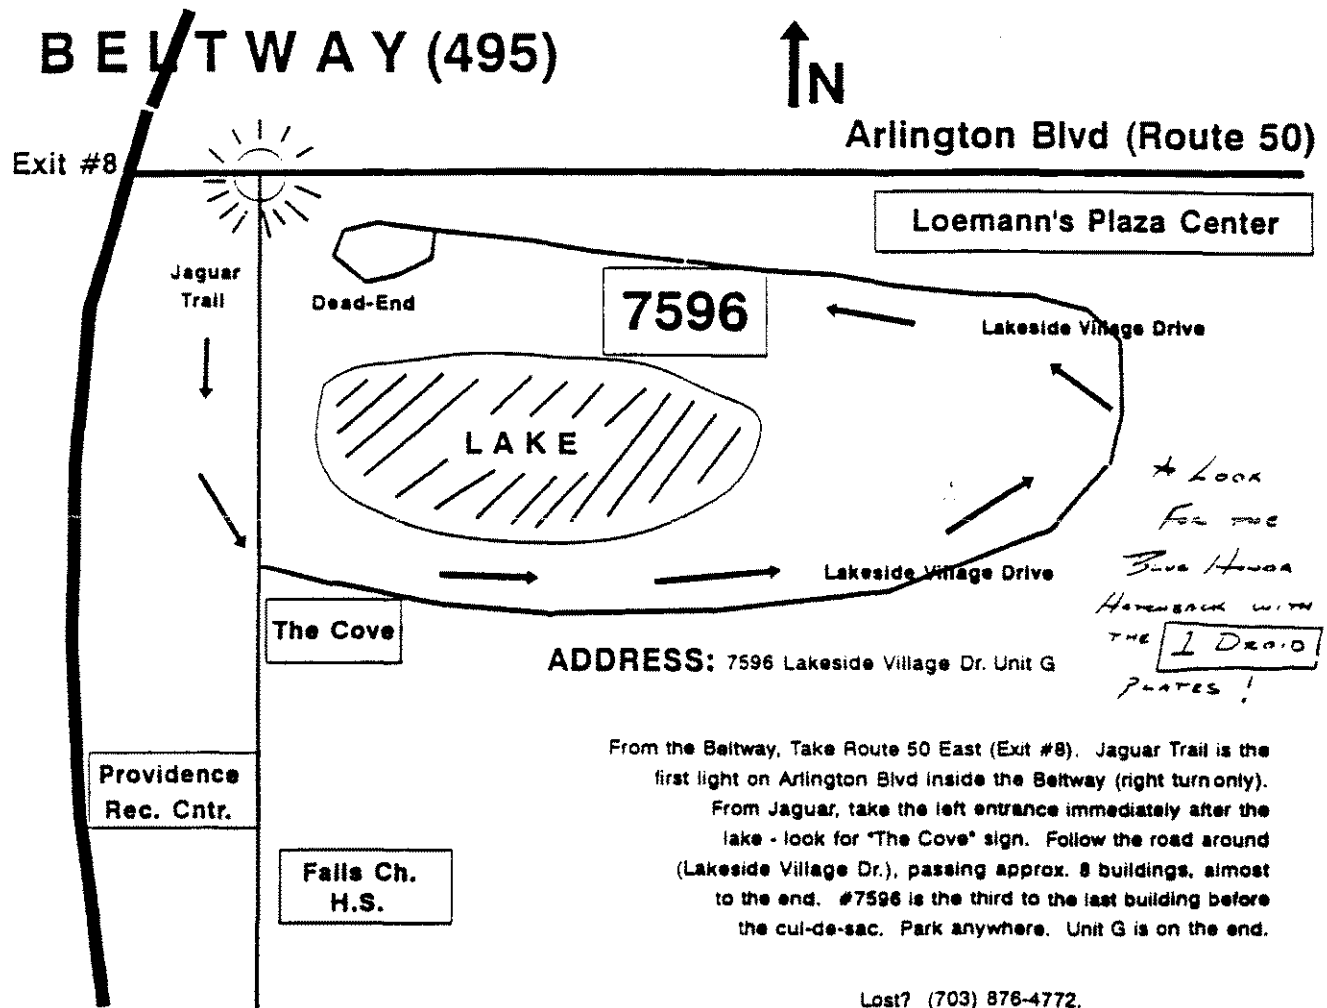 BELTWAY (495)
N
Arlington Blvd (Route 50)
Exit #8
Loemann's Plaza Center
Jaguar
Trail
Dead-End
7596
Lakeside Village Drive
LAKE
* LOOK
FOR THE
BLUE HONDA
HATCHBACK WITH
THE 1 DROID
PLATES!
Lakeside Village Drive
The Cove
ADDRESS: 7596 Lakeside Village Dr. Unit G
Providence
Rec. Cntr.
Falls Ch.
H.S.
From the Beltway, Take Route 50 East (Exit #8). Jaguar Trail is the
first light on Arlington Blvd inside the Beltway (right turn only).
From Jaguar, take the left entrance immediately after the
lake - look for "The Cove" sign. Follow the road around
(Lakeside Village Dr.), passing approx. 8 buildings, almost
to the end. #7596 is the third to the last building before
the cul-de-sac. Park anywhere. Unit G is on the end.
Lost? (703) 876-4772.